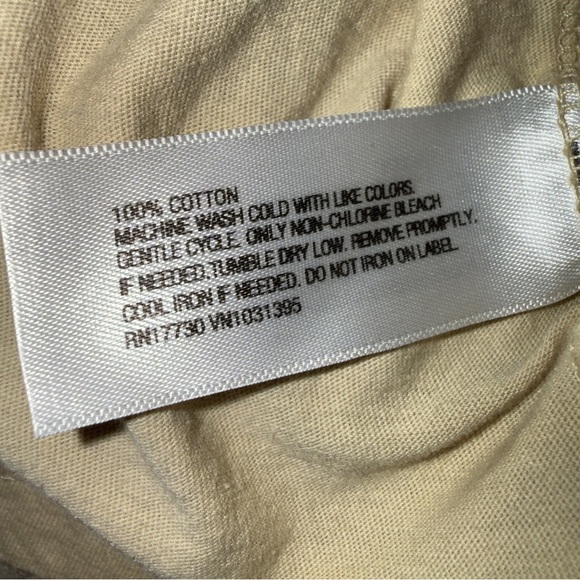 100% COTTON
MACHINE WASH COLD WITH LIKE COLORS.
GENTLE CYCLE. ONLY NON-CHLORINE BLEACH
IF NEEDED. TUMBLE DRY LOW. REMOVE PROMPTLY.
COOL IRON IF NEEDED. DO NOT IRON ON LABEL.
RN17730 VN1031395